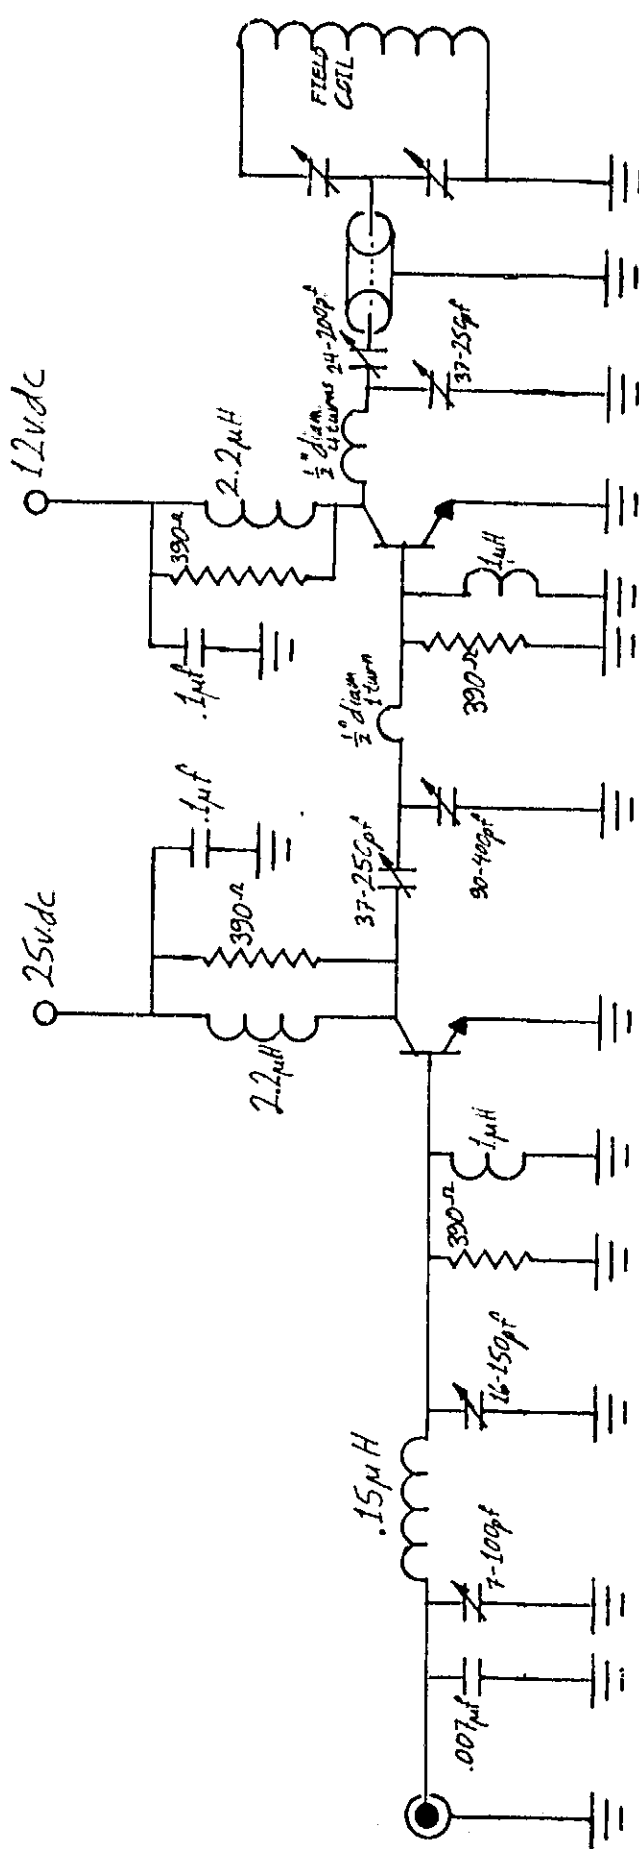 25v.dc
12v.dc
.1µf
.1µf
390Ω
2.2µH
2.2µH
390Ω
FIELD
COIL
.15µH
37-250pf
½" diam
1 turn
½" diam
4 turns
24-200pf
.007µf
7-100pf
16-150pf
390Ω
1µH
90-400pf
390Ω
1µH
37-250pf